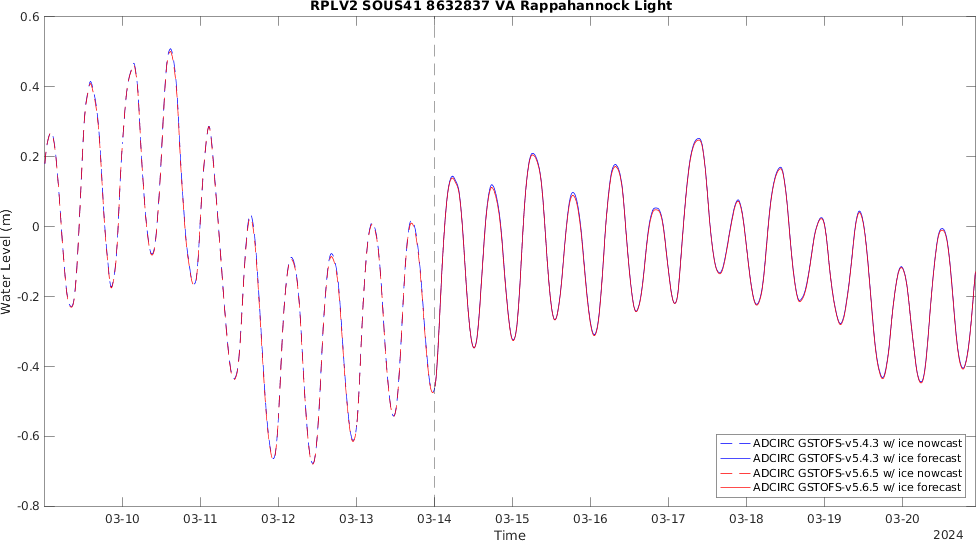 RPLV2 SOUS41 8632837 VA Rappahannock Light
0.6
0.4
0.2
0
-0.2
-0.4
-0.6
-0.8
Water Level (m)
ADCIRC GSTOFS-v5.4.3 w/ ice nowcast
ADCIRC GSTOFS-v5.4.3 w/ ice forecast
ADCIRC GSTOFS-v5.6.5 w/ ice nowcast
ADCIRC GSTOFS-v5.6.5 w/ ice forecast
03-10 03-11 03-12 03-13 03-14 03-15 03-16 03-17 03-18 03-19 03-20
Time
2024